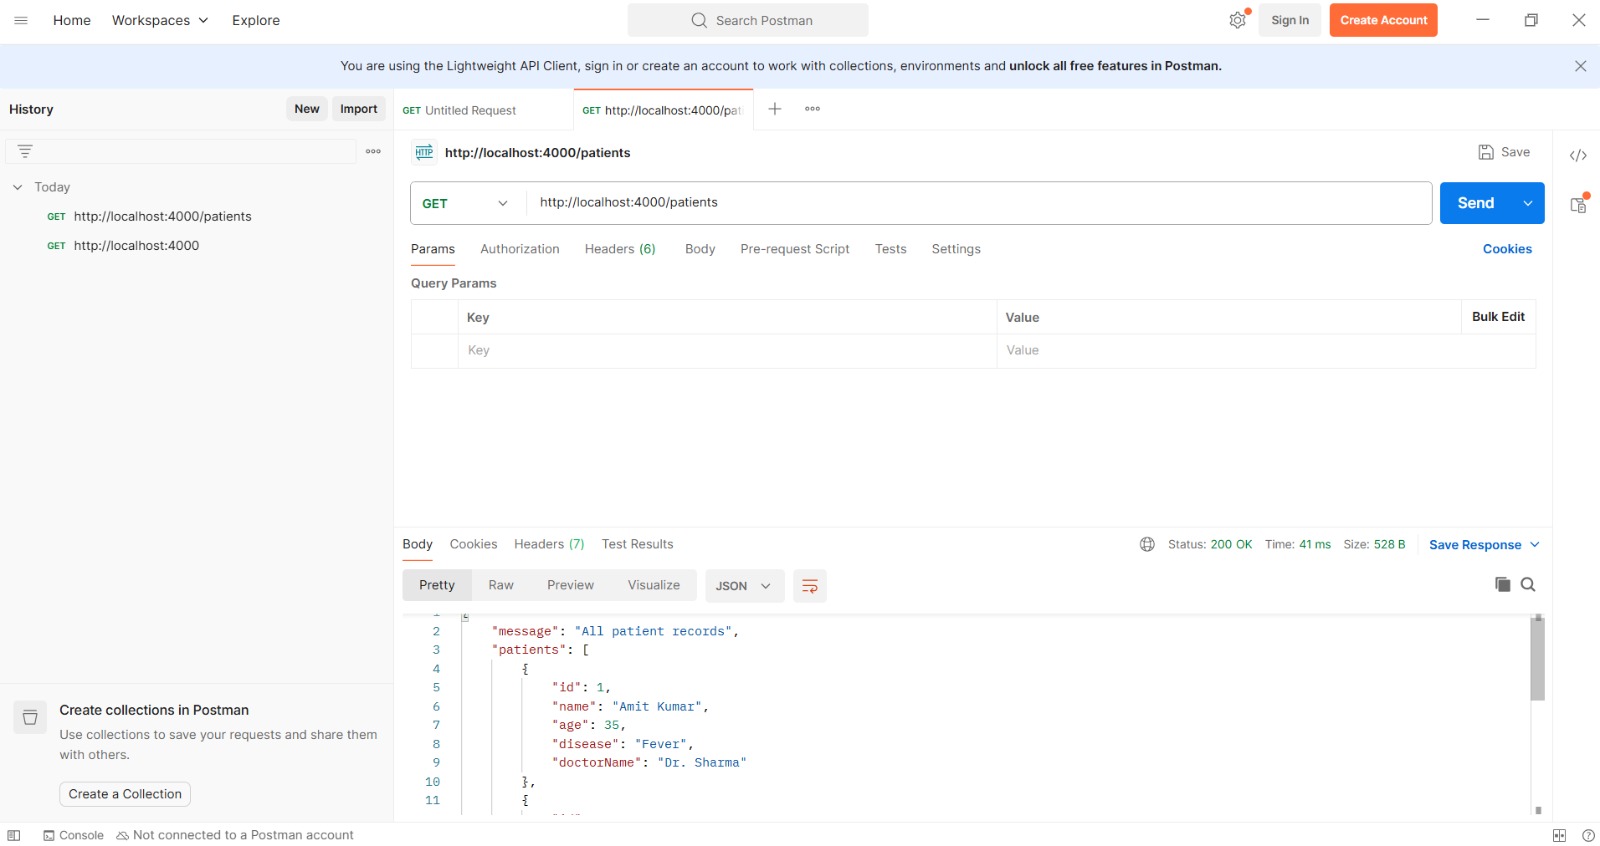 Home Workspaces Explore Search Postman Sign In Create Account
You are using the Lightweight API Client, sign in or create an account to work with collections, environments and unlock all free features in Postman.
History New Import
Today
GET http://localhost:4000/patients
GET http://localhost:4000
Create collections in Postman
Use collections to save your requests and share them
with others.
Create a Collection
GET Untitled Request GET http://localhost:4000/pat
HTTP http://localhost:4000/patients Save
GET http://localhost:4000/patients Send
Params Authorization Headers (6) Body Pre-request Script Tests Settings Cookies
Query Params
Key Value Bulk Edit
Key Value
Body Cookies Headers (7) Test Results Status: 200 OK Time: 41 ms Size: 528 B Save Response
Pretty Raw Preview Visualize JSON
1 {
2 "message": "All patient records",
3 "patients": [
4 {
5 "id": 1,
6 "name": "Amit Kumar",
7 "age": 35,
8 "disease": "Fever",
9 "doctorName": "Dr. Sharma"
10 },
11 {
Console Not connected to a Postman account